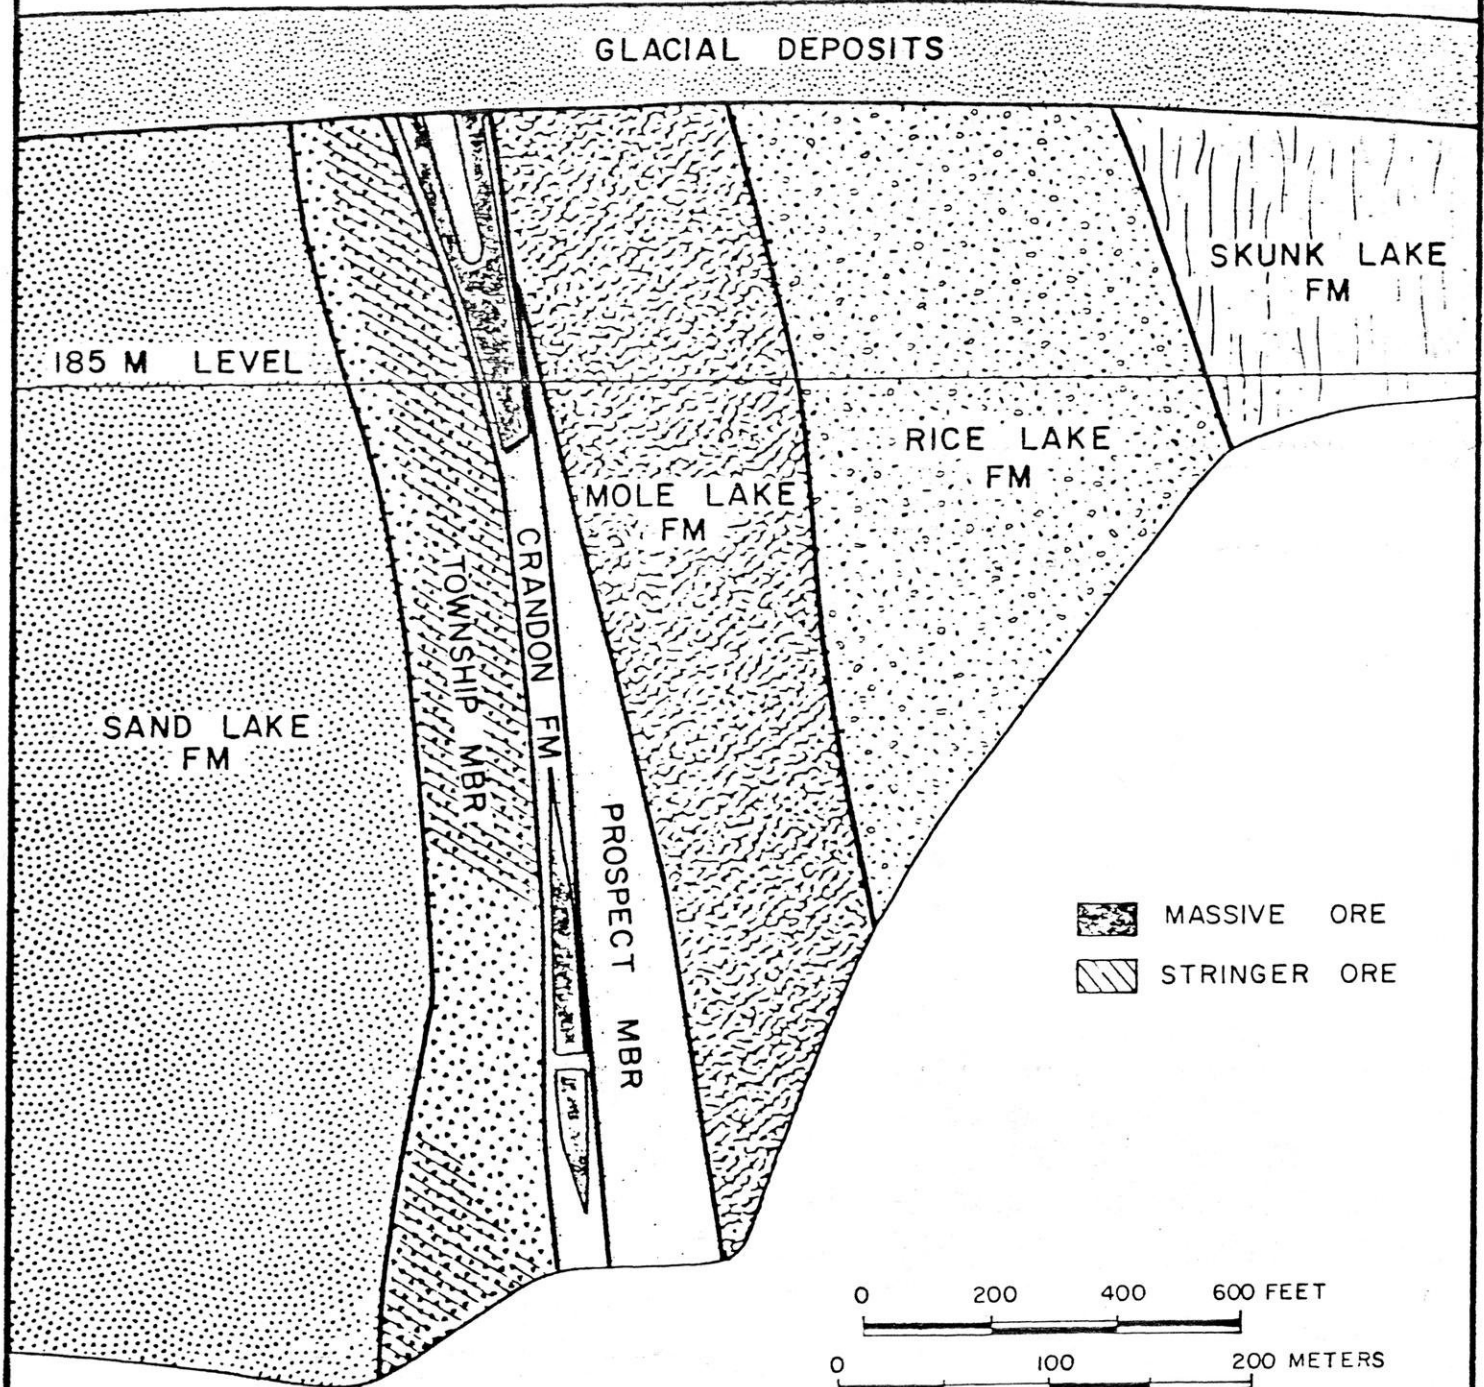 GLACIAL DEPOSITS
SKUNK LAKE
FM
185 M LEVEL
RICE LAKE
FM
MOLE LAKE
FM
CRANDON FM
TOWNSHIP MBR
SAND LAKE
FM
PROSPECT MBR
MASSIVE ORE
STRINGER ORE
0 200 400 600 FEET
0 100 200 METERS